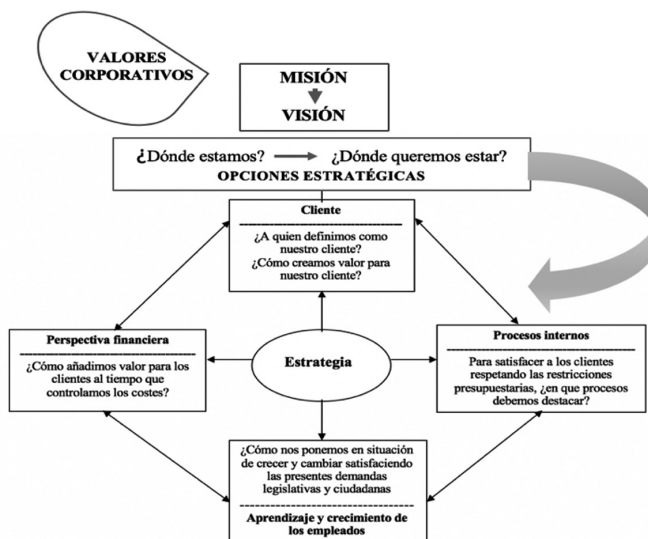 VALORES
CORPORATIVOS
MISIÓN
VISIÓN
¿Dónde estamos? ¿Dónde queremos estar?
OPCIONES ESTRATÉGICAS
Cliente
¿A quien definimos como
nuestro cliente?
¿Cómo creamos valor para
nuestro cliente?
Perspectiva financiera
¿Cómo añadimos valor para los
clientes al tiempo que
controlamos los costes?
Estrategia
Procesos internos
Para satisfacer a los clientes
respetando las restricciones
presupuestarias, ¿en que procesos
debemos destacar?
¿Cómo nos ponemos en situación
de crecer y cambiar satisfaciendo
las presentes demandas
legislativas y ciudadanas
Aprendizaje y crecimiento de
los empleados